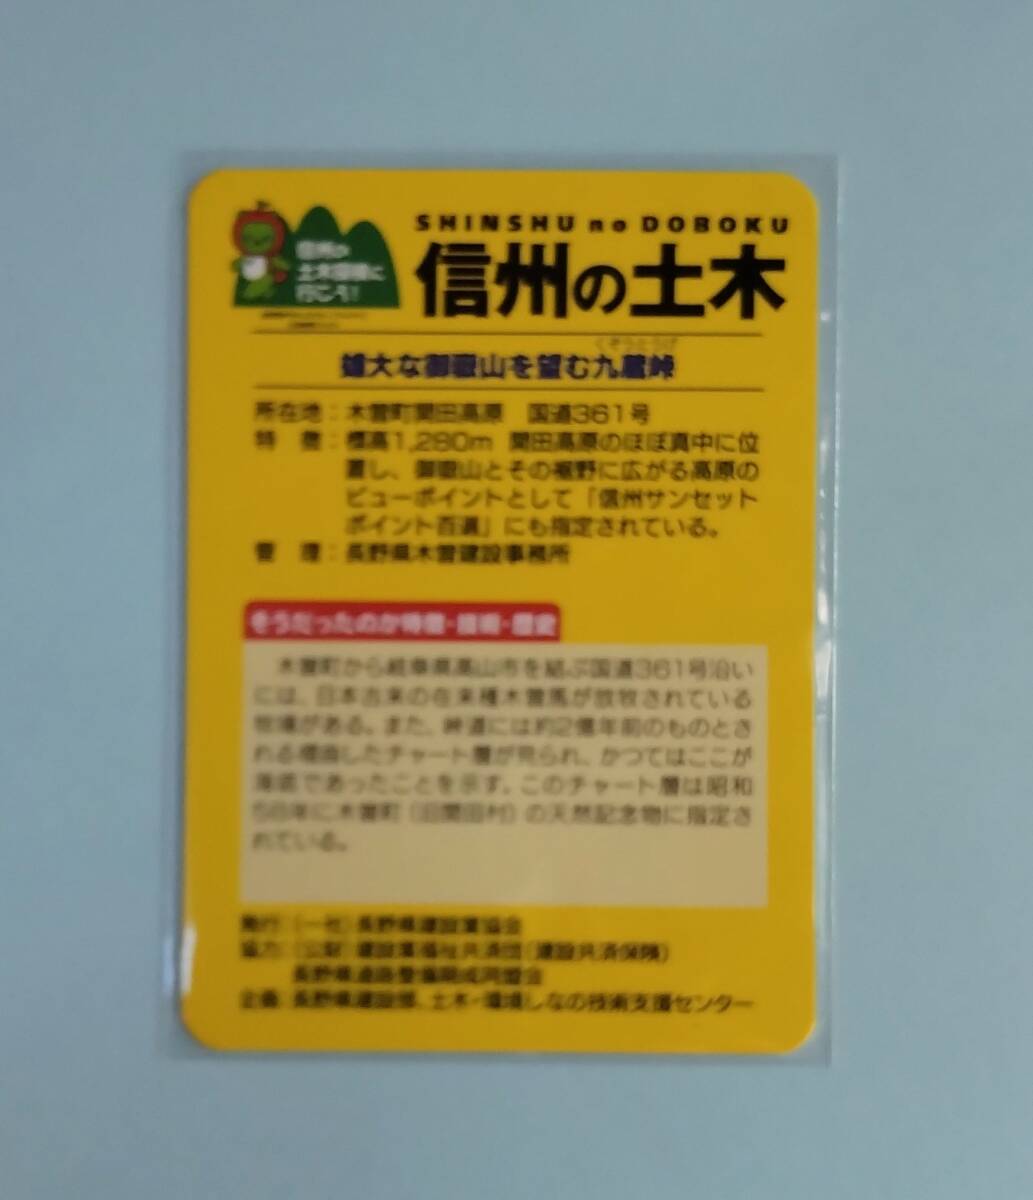 SHINSHU no DOBOKU
信州の土木
信州の
土木探検に
行こう！
くぞうとうげ
雄大な御嶽山を望む九蔵峠
所在地：木曽町開田高原　国道361号
特　徴：標高1,280m　開田高原のほぼ真中に位
置し、御嶽山とその裾野に広がる高原の
ビューポイントとして「信州サンセット
ポイント百選」にも指定されている。
管　理：長野県木曽建設事務所
そうだったのか特徴・技術・歴史
木曽町から岐阜県高山市を結ぶ国道361号沿い
には、日本古来の在来種木曽馬が放牧されている
牧場がある。また、峠道には約2億年前のものとさ
れる褶曲したチャート層が見られ、かつてはここが
海底であったことを示す。このチャート層は昭和
58年に木曽町（旧開田村）の天然記念物に指定さ
れている。
発行：（一社）長野県建設業協会
協力：（公財）建設業福祉共済団（建設共済保険）
長野県道路整備期成同盟会
企画：長野県建設部、土木・環境しなの技術支援センター